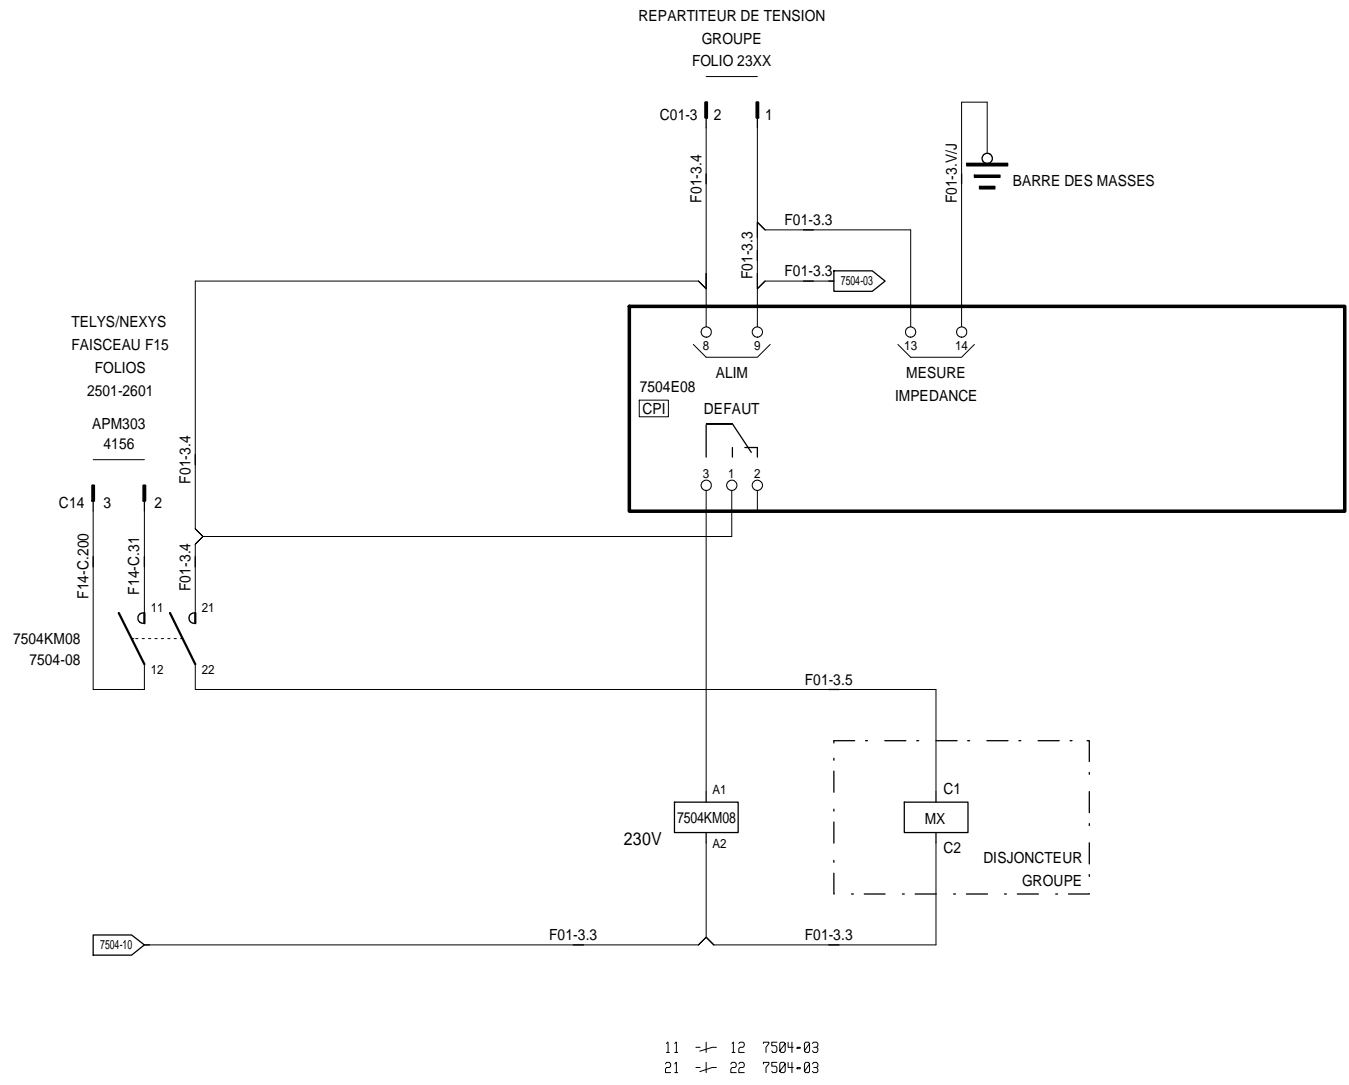 REPARTITEUR DE TENSION
GROUPE
FOLIO 23XX
C01-3 2 1
F01-3.4
F01-3.V/J
BARRE DES MASSES
F01-3.3
F01-3.3
F01-3.3
7504-03
TELYS/NEXYS
FAISCEAU F15
FOLIOS
2501-2601
APM303
4156
8 9 13 14
ALIM
MESURE
IMPEDANCE
7504E08
CPI
DEFAUT
3 1 2
F01-3.4
C14 3 2
F14-C.200
F14-C.31
F01-3.4
11 21
7504KM08
7504-08
12 22
F01-3.5
A1
7504KM08
A2
230V
C1
MX
C2
DISJONCTEUR
GROUPE
7504-10
F01-3.3
F01-3.3
11 12 7504-03
21 22 7504-03